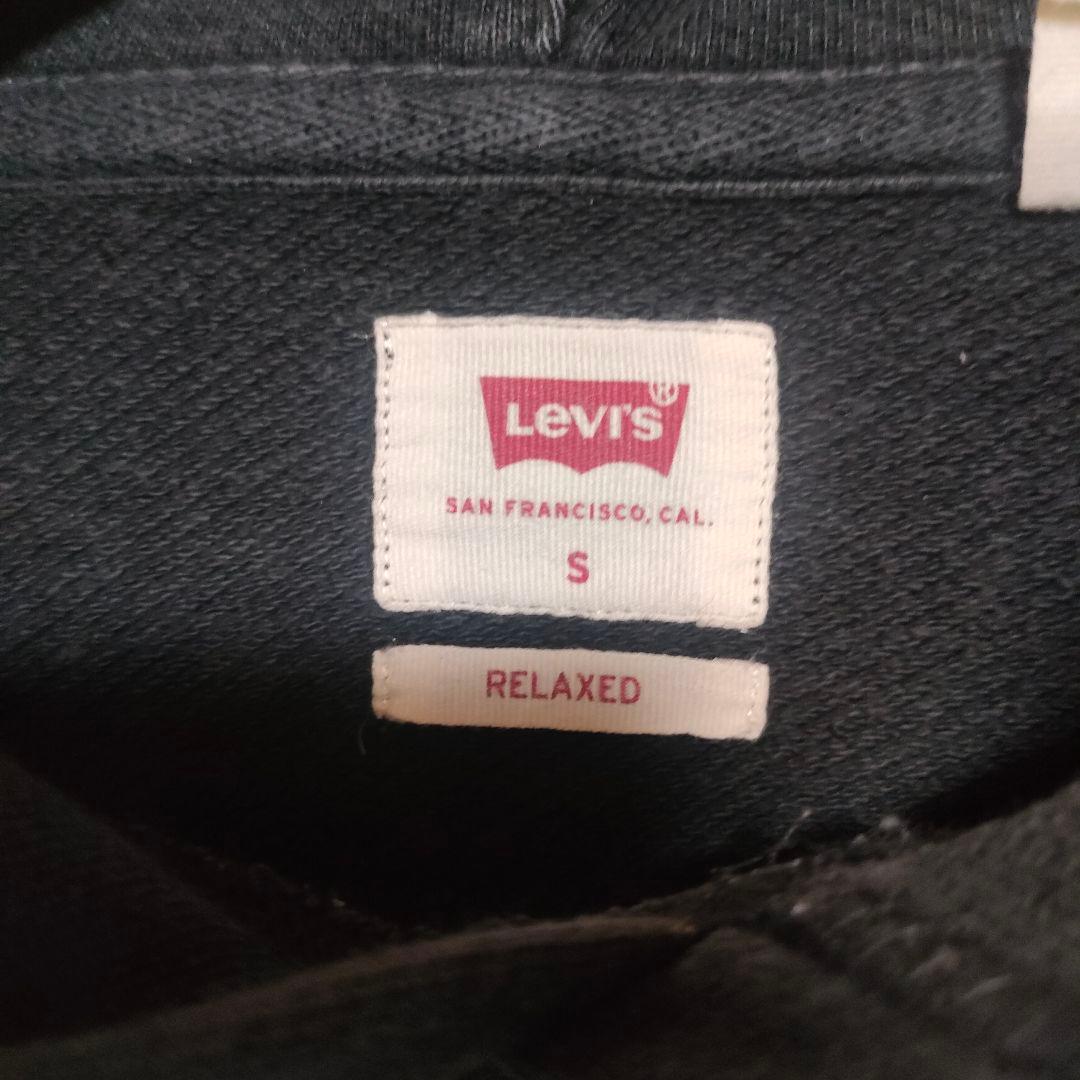 Levi's®
SAN FRANCISCO, CAL.
S
RELAXED